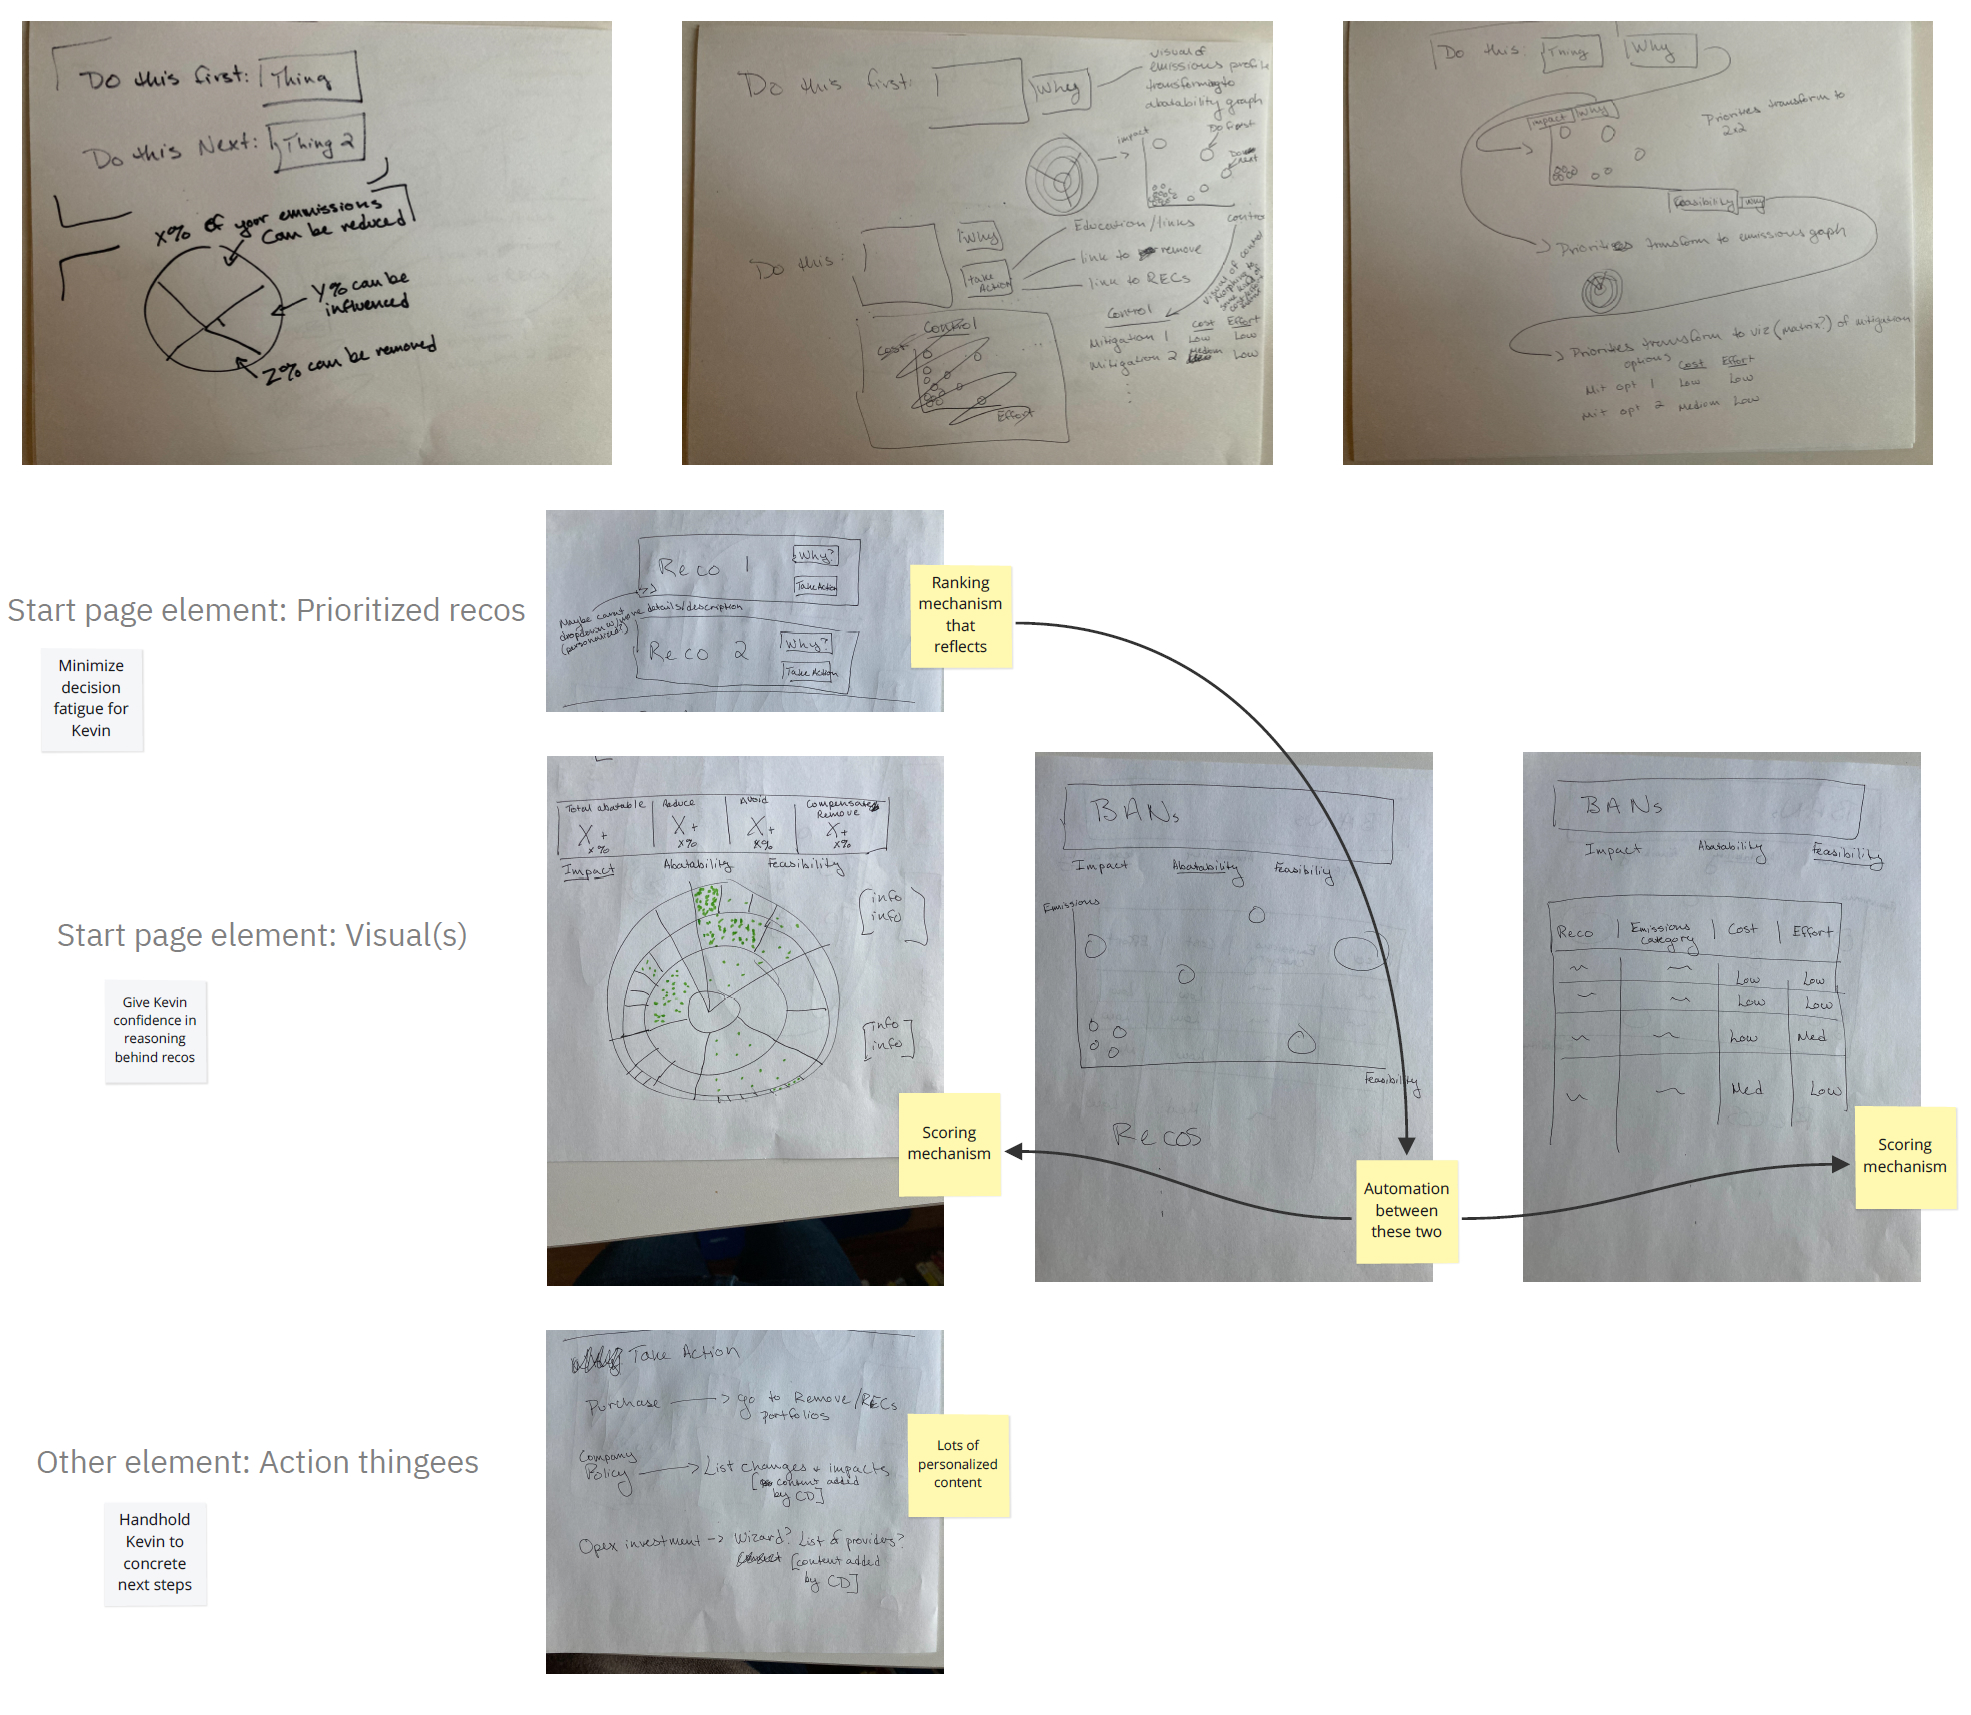 Do this first: Thing
Do this Next: Thing 2
X% of your emmissions
can be reduced
Y% can be
influenced
Z% can be removed
Do this first:
Why
visual of
emissions profile
transforming to
abatability graph
impact
Do first
Do next
control
Do this:
Why
take
Action
Education/links
link to remove
link to RECs
Control
Cost
Effort
Control
Cost Effort
Mitigation 1 Low Low
Mitigation 2 Medium Low
Do this: Thing Why
impact Why
Priorities transform to
2x2
Feasibility Why
Priorities transform to emissions graph
Priorities transform to viz (matrix?) of mitigation
options
Cost Effort
Mit opt 1 Low Low
Mit opt 2 Medium Low
Start page element: Prioritized recos
Minimize
decision
fatigue for
Kevin
Reco 1
Why?
Take Action
Maybe carrot
dropdown w/ more details/description
(personalized?)
Reco 2
Why?
Take Action
Ranking
mechanism
that
reflects
Start page element: Visual(s)
Give Kevin
confidence in
reasoning
behind recos
Total abatable Reduce Avoid Compensate
Remove
X+ X+ X+ X+
x% x% x% x%
Impact Abatability Feasibility
info
info
info
info
Scoring
mechanism
BANs
Impact Abatability Feasibility
Emissions
Feasibility
Recos
Automation
between
these two
BANs
Impact Abatability Feasibility
Reco Emissions Category Cost Effort
Low Low
Low Low
Low Med
Med Low
Scoring
mechanism
Other element: Action thingees
Handhold
Kevin to
concrete
next steps
Take Action
Purchase go to Remove/RECs
portfolios
Company
Policy List changes + impacts
[content added
by CD]
Opex investment Wizard? List of providers?
[content added
by CD]
Lots of
personalized
content